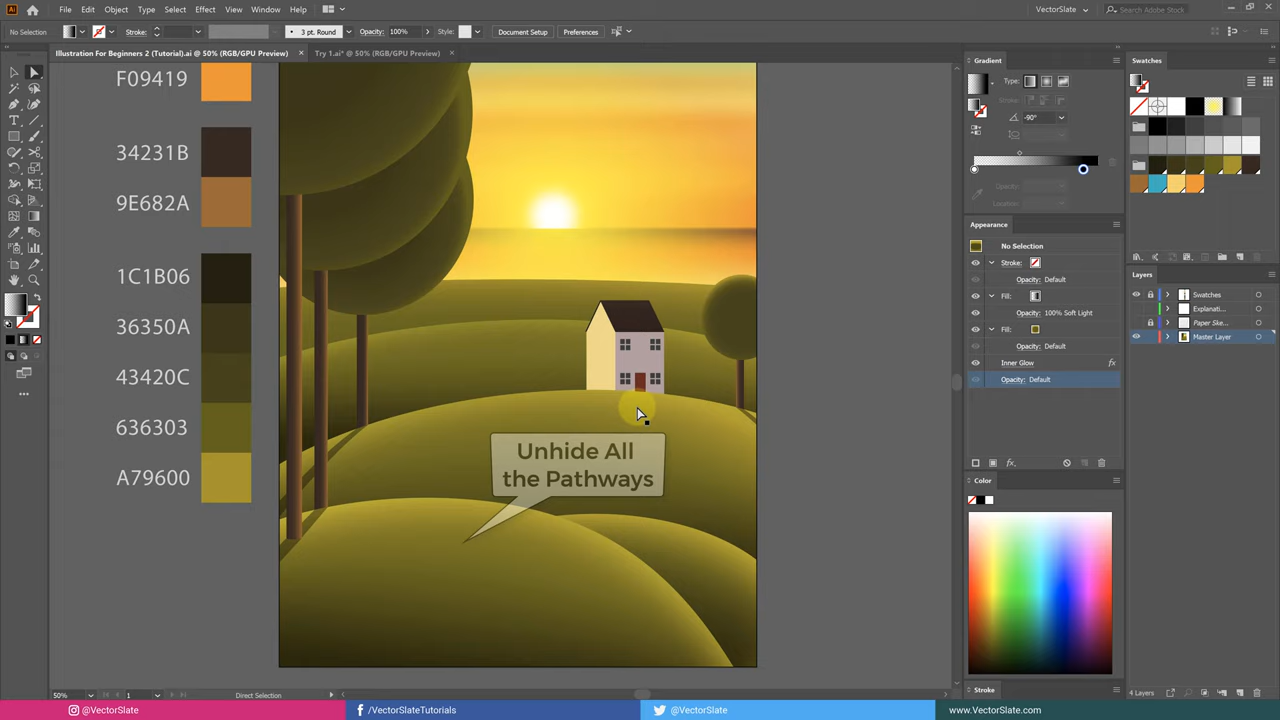 File Edit Object Type Select Effect View Window Help
VectorSlate
Search Adobe Stock
No Selection
Stroke:
3 pt. Round
Opacity: 100%
Style:
Document Setup
Preferences
Illustration For Beginners 2 (Tutorial).ai @ 50% (RGB/GPU Preview)
Try 1.ai* @ 50% (RGB/GPU Preview)
F09419
34231B
9E682A
1C1B06
36350A
43420C
636303
A79600
Unhide All
the Pathways
Gradient
Type:
Stroke:
-90°
Opacity:
Location:
Appearance
No Selection
Stroke:
Opacity: Default
Fill:
Opacity: 100% Soft Light
Fill:
Opacity: Default
Inner Glow
fx
Opacity: Default
fx.
Color
Stroke
Swatches
Layers
Swatches
Explanati...
Paper Ske...
Master Layer
4 Layers
50%
1
Direct Selection
@VectorSlate
/VectorSlateTutorials
@VectorSlate
www.VectorSlate.com